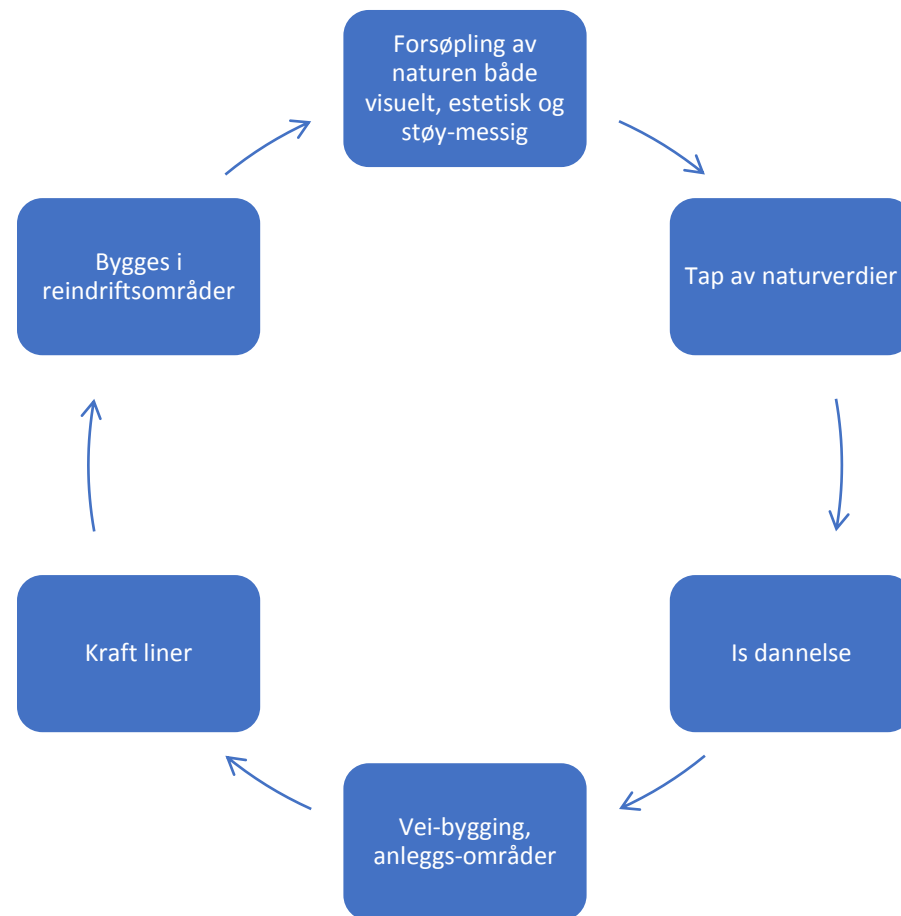 Forsøpling av
naturen både
visuelt, estetisk og
støy-messig
Tap av naturverdier
Is dannelse
Vei-bygging,
anleggs-områder
Kraft liner
Bygges i
reindriftsområder